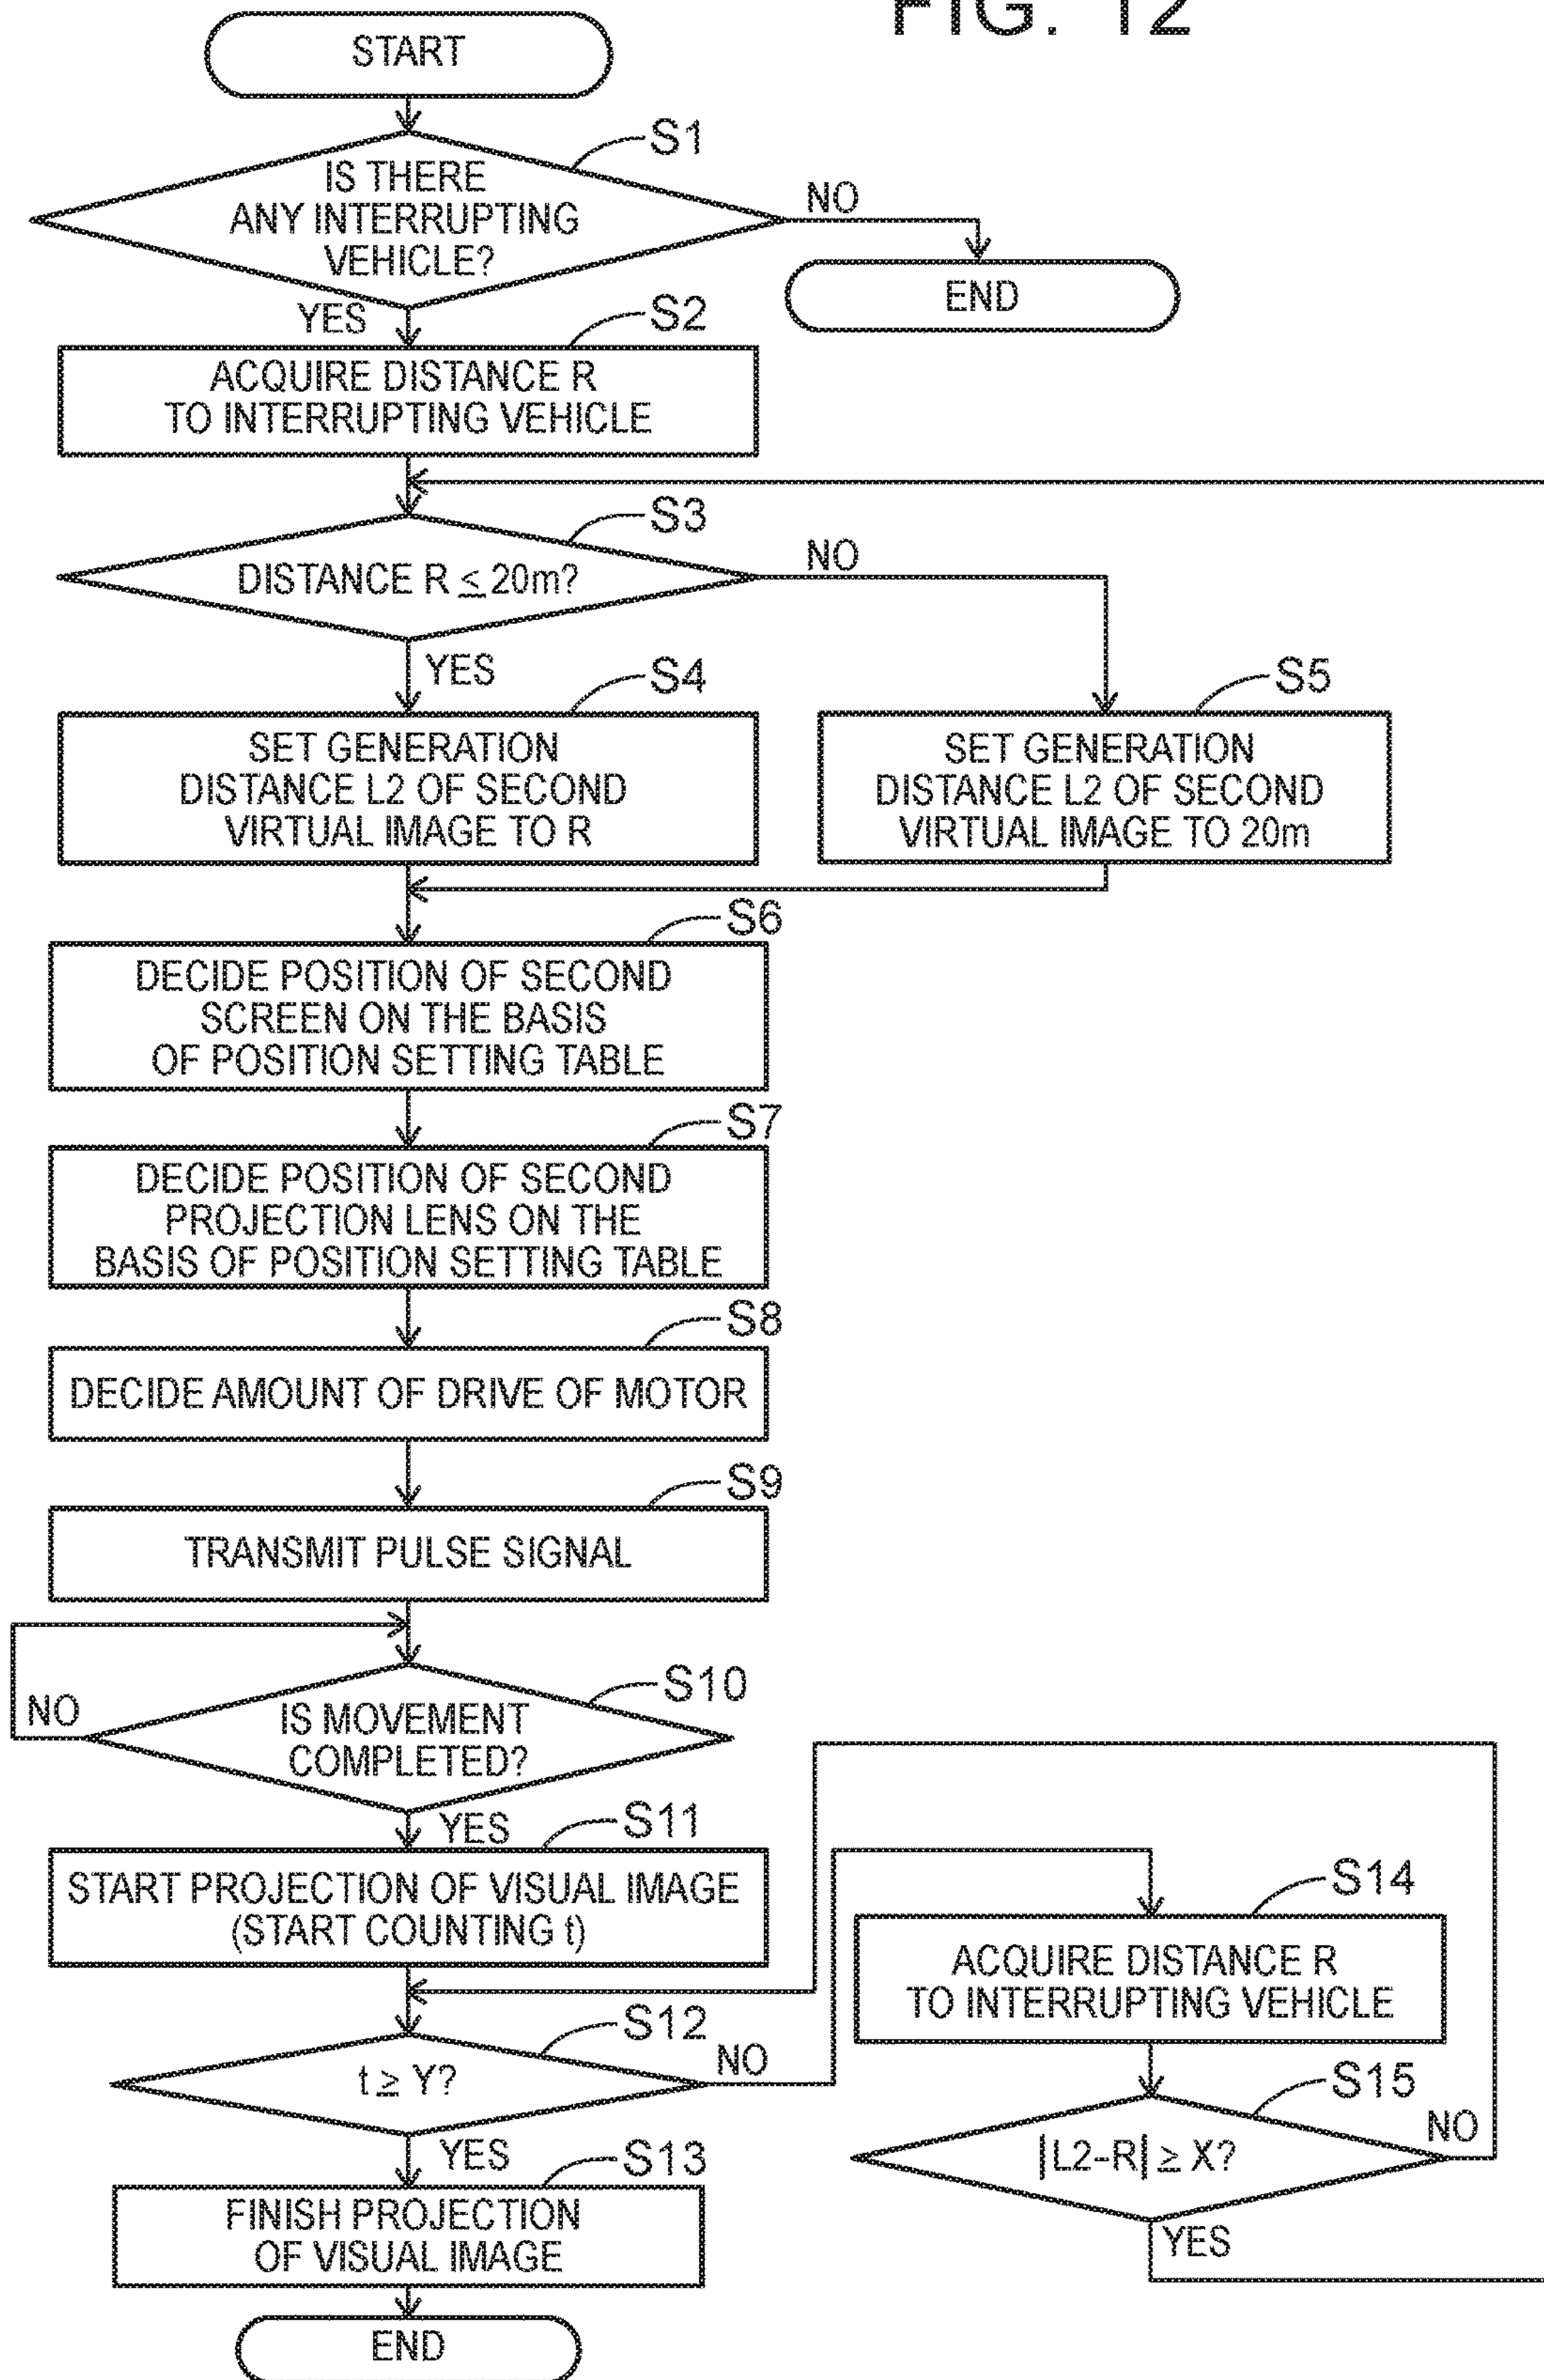 FIG. 12
START
S1
IS THERE
ANY INTERRUPTING
VEHICLE?
NO
END
YES
S2
ACQUIRE DISTANCE R
TO INTERRUPTING VEHICLE
S3
DISTANCE R ≤ 20m?
NO
YES
S4
SET GENERATION
DISTANCE L2 OF SECOND
VIRTUAL IMAGE TO R
S5
SET GENERATION
DISTANCE L2 OF SECOND
VIRTUAL IMAGE TO 20m
S6
DECIDE POSITION OF SECOND
SCREEN ON THE BASIS
OF POSITION SETTING TABLE
S7
DECIDE POSITION OF SECOND
PROJECTION LENS ON THE
BASIS OF POSITION SETTING TABLE
S8
DECIDE AMOUNT OF DRIVE OF MOTOR
S9
TRANSMIT PULSE SIGNAL
S10
NO
IS MOVEMENT
COMPLETED?
YES
S11
START PROJECTION OF VISUAL IMAGE
(START COUNTING t)
S12
t ≥ Y?
NO
YES
S13
FINISH PROJECTION
OF VISUAL IMAGE
END
S14
ACQUIRE DISTANCE R
TO INTERRUPTING VEHICLE
S15
|L2-R| ≥ X?
NO
YES